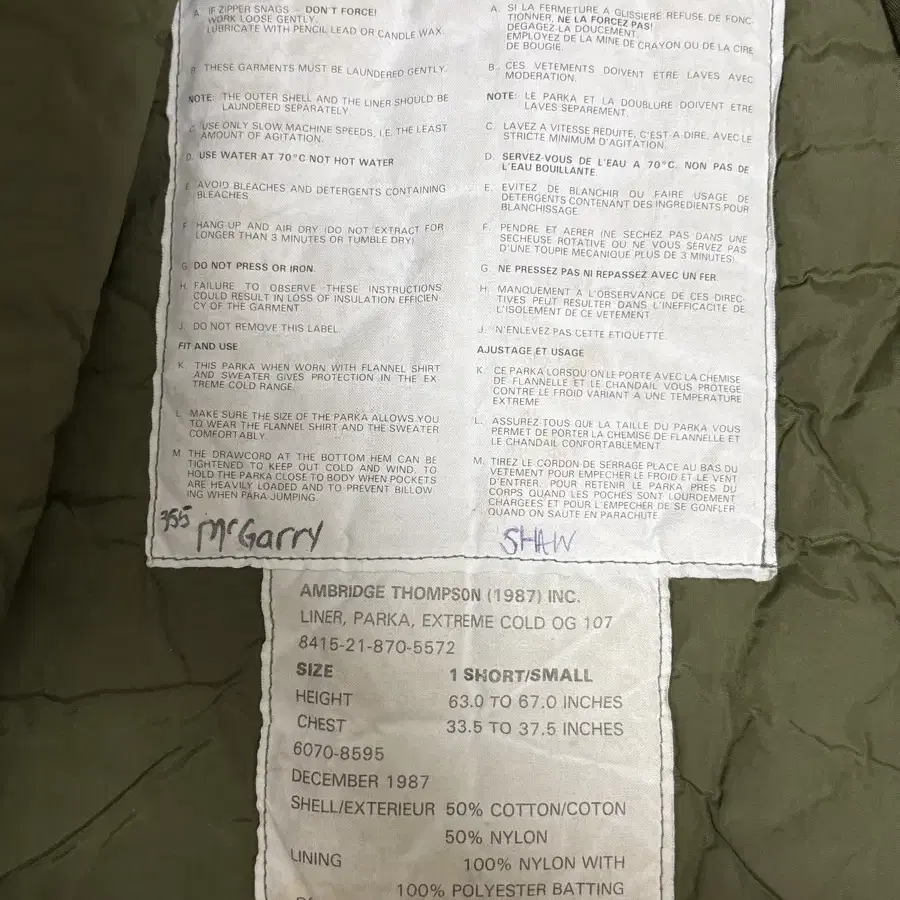 A. IF ZIPPER SNAGS - DON'T FORCE!
WORK LOOSE GENTLY.
LUBRICATE WITH PENCIL LEAD OR CANDLE WAX.
B. THESE GARMENTS MUST BE LAUNDERED GENTLY.
NOTE: THE OUTER SHELL AND THE LINER SHOULD BE
LAUNDERED SEPARATELY
C. USE ONLY SLOW MACHINE SPEEDS, I.E. THE LEAST
AMOUNT OF AGITATION.
D. USE WATER AT 70°C NOT HOT WATER
E. AVOID BLEACHES AND DETERGENTS CONTAINING
BLEACHES.
F. HANG UP AND AIR DRY (DO NOT EXTRACT FOR
LONGER THAN 3 MINUTES OR TUMBLE DRY)
G. DO NOT PRESS OR IRON.
H. FAILURE TO OBSERVE THESE INSTRUCTIONS
COULD RESULT IN LOSS OF INSULATION EFFICIEN-
CY OF THE GARMENT
J. DO NOT REMOVE THIS LABEL.
FIT AND USE
K. THIS PARKA WHEN WORN WITH FLANNEL SHIRT
AND SWEATER GIVES PROTECTION IN THE EX-
TREME COLD RANGE.
L. MAKE SURE THE SIZE OF THE PARKA ALLOWS YOU
TO WEAR THE FLANNEL SHIRT AND THE SWEATER
COMFORTABLY.
M. THE DRAWCORD AT THE BOTTOM HEM CAN BE
TIGHTENED TO KEEP OUT COLD AND WIND, TO
HOLD THE PARKA CLOSE TO BODY WHEN POCKETS
ARE HEAVILY LOADED AND TO PREVENT BILLOW-
ING WHEN PARA JUMPING.
355 McGarry
A. SI LA FERMETURE A GLISSIERE REFUSE DE FONC-
TIONNER, NE LA FORCEZ PAS!
DEGAGEZ-LA DOUCEMENT.
EMPLOYEZ DE LA MINE DE CRAYON OU DE LA CIRE
DE BOUGIE.
B. CES VETEMENTS DOIVENT ETRE LAVES AVEC
MODERATION.
NOTE: LE PARKA ET LA DOUBLURE DOIVENT ETRE
LAVES SEPAREMENT.
C. LAVEZ A VITESSE REDUITE, C'EST-A-DIRE, AVEC LE
STRICTE MINIMUM D'AGITATION.
D. SERVEZ-VOUS DE L'EAU A 70°C. NON PAS DE
L'EAU BOUILLANTE.
E. EVITEZ DE BLANCHIR OU FAIRE USAGE DE
DETERGENTS CONTENANT DES INGREDIENTS POUR
BLANCHISSAGE.
F. PENDRE ET AERER (NE SECHEZ PAS DANS UNE
SECHEUSE ROTATIVE OU NE VOUS SERVEZ PAS
D'UNE TOUPIE MECANIQUE PLUS DE 3 MINUTES).
G. NE PRESSEZ PAS NI REPASSEZ AVEC UN FER.
H. MANQUEMENT A L'OBSERVANCE DE CES DIREC-
TIVES PEUT RESULTER DANS L'INEFFICACITE DE
L'ISOLEMENT DE CE VETEMENT.
J. N'ENLEVEZ PAS CETTE ETIQUETTE.
AJUSTAGE ET USAGE
K. CE PARKA LORSQU'ON LE PORTE AVEC LA CHEMISE
DE FLANNELLE ET LE CHANDAIL VOUS PROTEGE
CONTRE LE FROID VARIANT A UNE TEMPERATURE
EXTREME.
L. ASSUREZ-TOUS QUE LA TAILLE DU PARKA VOUS
PERMET DE PORTER LA CHEMISE DE FLANNELLE ET
LE CHANDAIL CONFORTABLEMENT.
M. TIREZ LE CORDON DE SERRAGE PLACE AU BAS DU
VETEMENT POUR EMPECHER LE FROID ET LE VENT
D'ENTRER, POUR RETENIR LE PARKA PRES DU
CORPS QUAND LES POCHES SONT LOURDEMENT
CHARGEES ET POUR L'EMPECHER DE SE GONFLER
QUAND ON SAUTE EN PARACHUTE.
SHAW
AMBRIDGE THOMPSON (1987) INC.
LINER, PARKA, EXTREME COLD OG 107
8415-21-870-5572
SIZE 1 SHORT/SMALL
HEIGHT 63.0 TO 67.0 INCHES
CHEST 33.5 TO 37.5 INCHES
6070-8595
DECEMBER 1987
SHELL/EXTERIEUR 50% COTTON/COTON
50% NYLON
LINING 100% NYLON WITH
100% POLYESTER BATTING